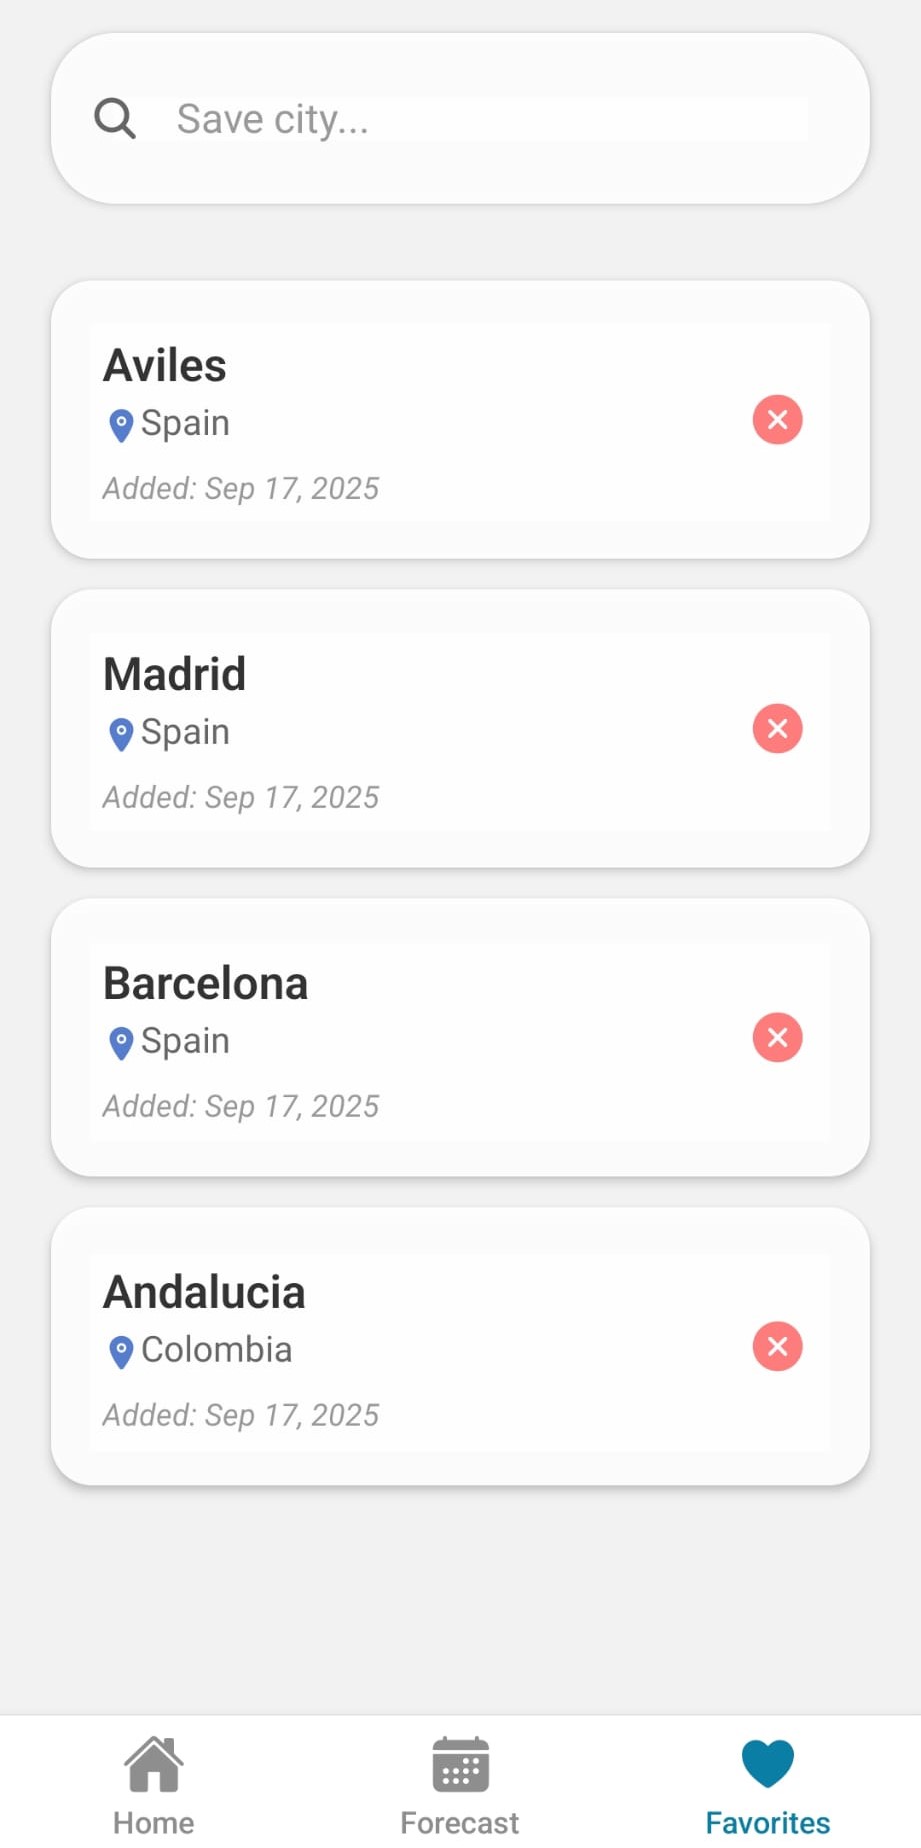 Save city...
Aviles
Spain
Added: Sep 17, 2025
Madrid
Spain
Added: Sep 17, 2025
Barcelona
Spain
Added: Sep 17, 2025
Andalucia
Colombia
Added: Sep 17, 2025
Home
Forecast
Favorites